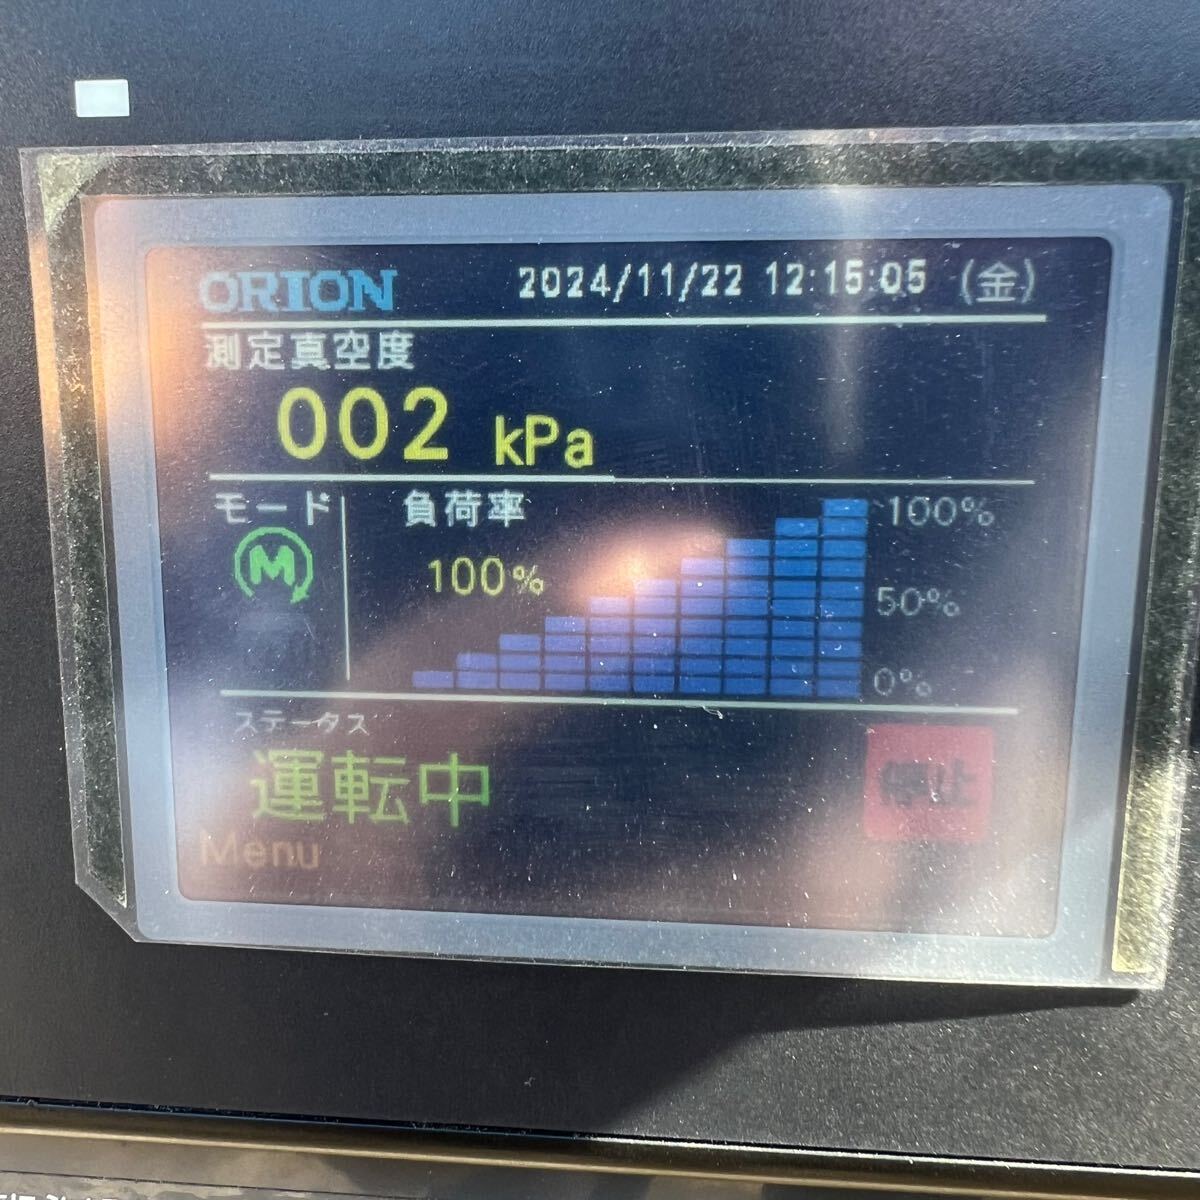 ORION 2024/11/22 12:15:05 (金)
測定真空度
002 kPa
モード 負荷率
M
100%
100%
50%
0%
ステータス
運転中
停止
Menu